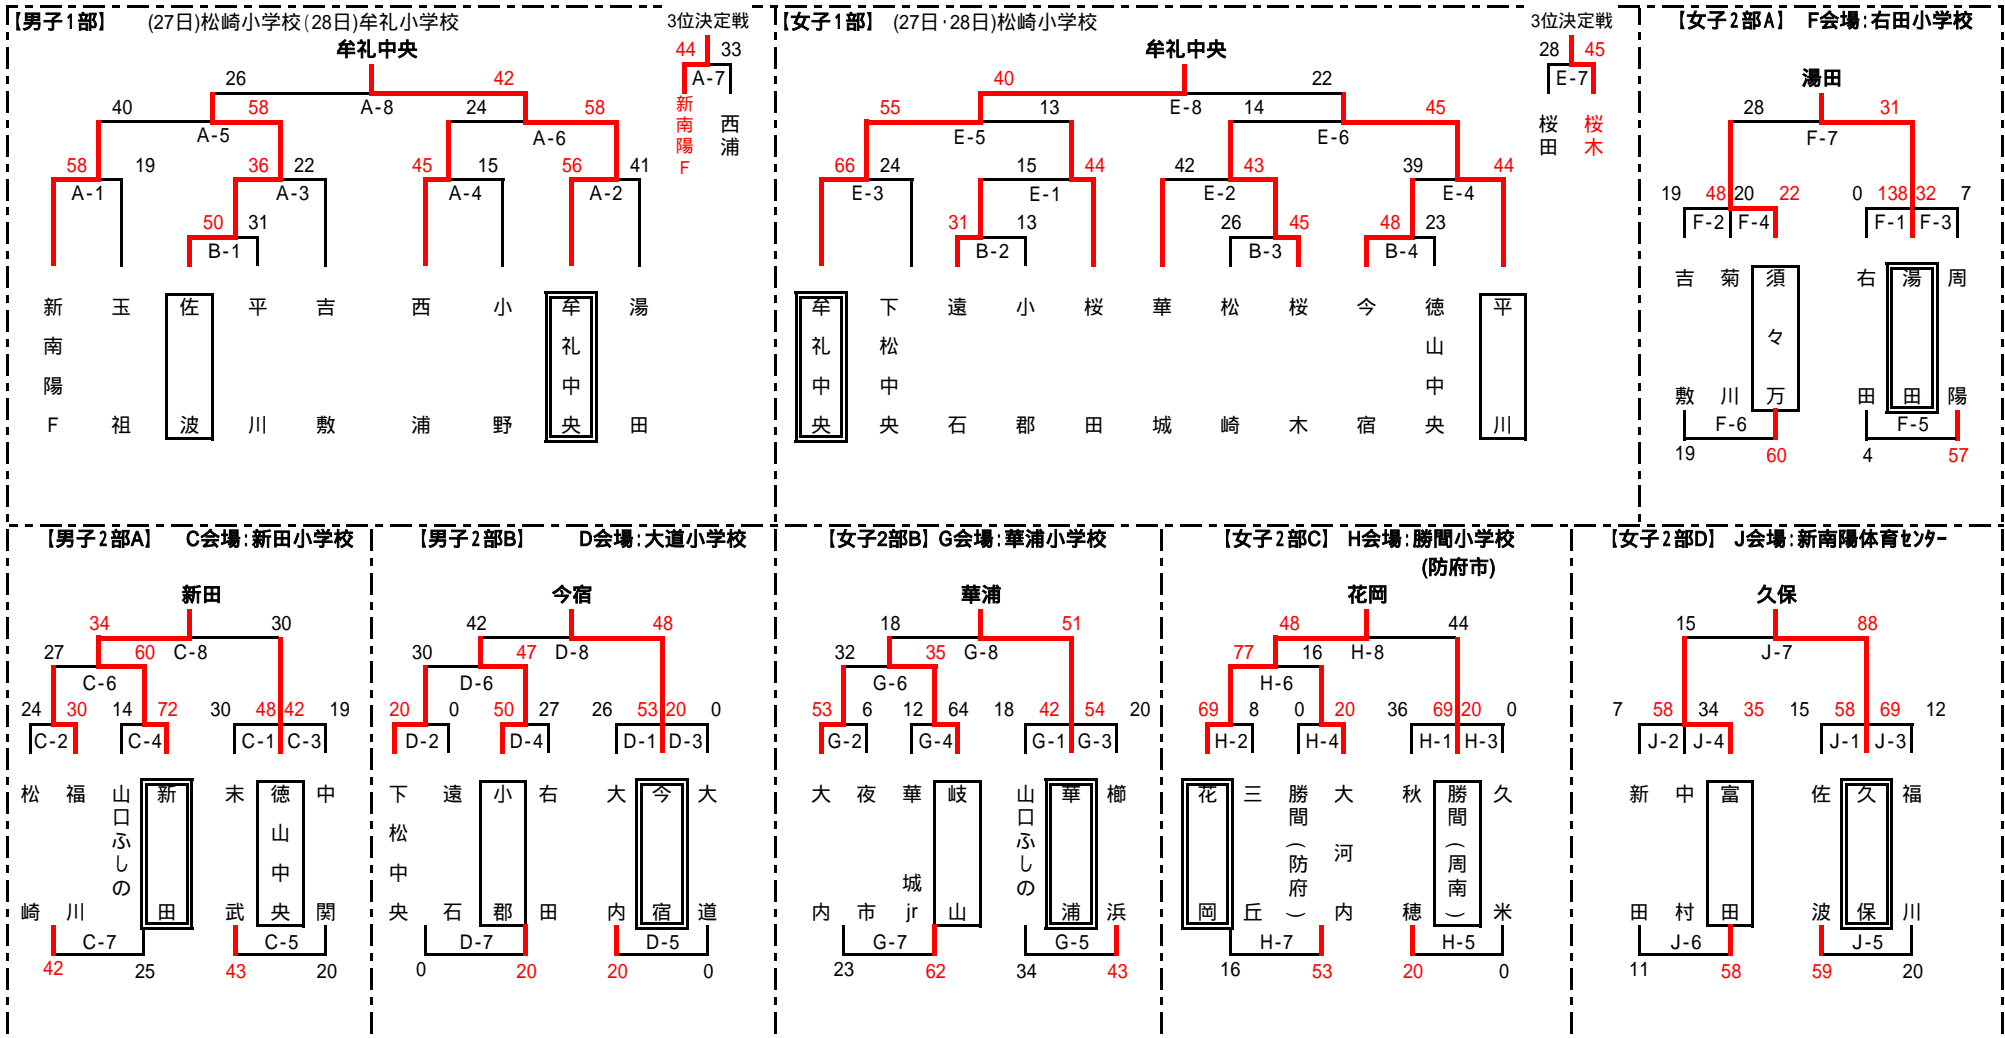 【男子1部】 (27日)松崎小学校(28日)牟礼小学校
牟礼中央
3位決定戦
44 33
A-7
新南陽F 西浦
26 A-8 42
40 A-5 58 24 A-6 58
58 A-1 19 36 A-3 22 45 A-4 15 56 A-2 41
50 B-1 31
新南陽F 玉祖 佐波 平川 吉敷 西浦 小野 牟礼中央 湯田
【女子1部】 (27日・28日)松崎小学校
牟礼中央
3位決定戦
28 45
E-7
桜田 桜木
40 E-8 22
55 E-5 13 14 E-6 45
66 E-3 24 15 E-1 44 42 E-2 43 39 E-4 44
31 B-2 13 26 B-3 45 48 B-4 23
牟礼中央 下松中央 遠石 小郡 桜田 華城 松崎 桜木 今宿 徳山中央 平川
【女子2部A】 F会場:右田小学校
湯田
28 F-7 31
19 48 20 22 0 138 32 7
F-2 F-4 F-1 F-3
吉敷 菊川 須々万 右田 湯田 周陽
F-6 F-5
19 60 4 57
【男子2部A】 C会場:新田小学校
新田
34 C-8 30
27 C-6 60
24 30 14 72 30 48 42 19
C-2 C-4 C-1 C-3
松崎 福川 山口ふしの 新田 末武 徳山中央 中関
C-7 C-5
42 25 43 20
【男子2部B】 D会場:大道小学校
今宿
42 D-8 48
30 D-6 47
20 0 50 27 26 53 20 0
D-2 D-4 D-1 D-3
下松中央 遠石 小郡 右田 大内 今宿 大道
D-7 D-5
0 20 20 0
【女子2部B】 G会場:華浦小学校
華浦
18 G-8 51
32 G-6 35
53 6 12 64 18 42 54 20
G-2 G-4 G-1 G-3
大内 夜市 華城jr 岐山 山口ふしの 華浦 櫛浜
G-7 G-5
23 62 34 43
【女子2部C】 H会場:勝間小学校
(防府市)
花岡
48 H-8 44
77 H-6 16
69 8 0 20 36 69 20 0
H-2 H-4 H-1 H-3
花岡 三丘 勝間(防府) 大河内 秋穂 勝間(周南) 久米
H-7 H-5
16 53 20 0
【女子2部D】 J会場:新南陽体育センター
久保
15 J-7 88
7 58 34 35 15 58 69 12
J-2 J-4 J-1 J-3
新田 中村 富田 佐波 久保 福川
J-6 J-5
11 58 59 20